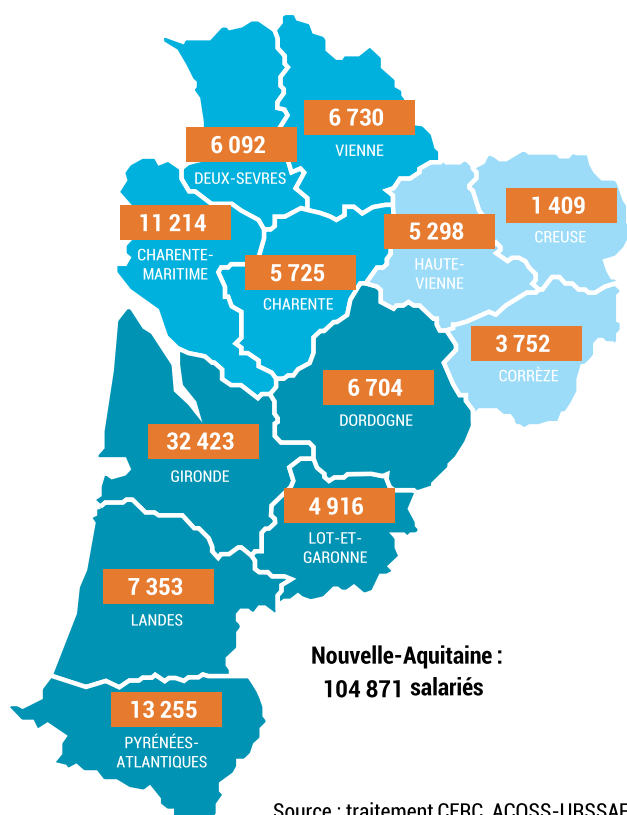 6 730
VIENNE
6 092
DEUX-SEVRES
1 409
CREUSE
11 214
CHARENTE-
MARITIME
5 298
HAUTE-
VIENNE
5 725
CHARENTE
3 752
CORRÈZE
6 704
DORDOGNE
32 423
GIRONDE
4 916
LOT-ET-
GARONNE
7 353
LANDES
Nouvelle-Aquitaine :
104 871 salariés
13 255
PYRÉNÉES-
ATLANTIQUES
Source : traitement CERC, ACOSS-URSSAF